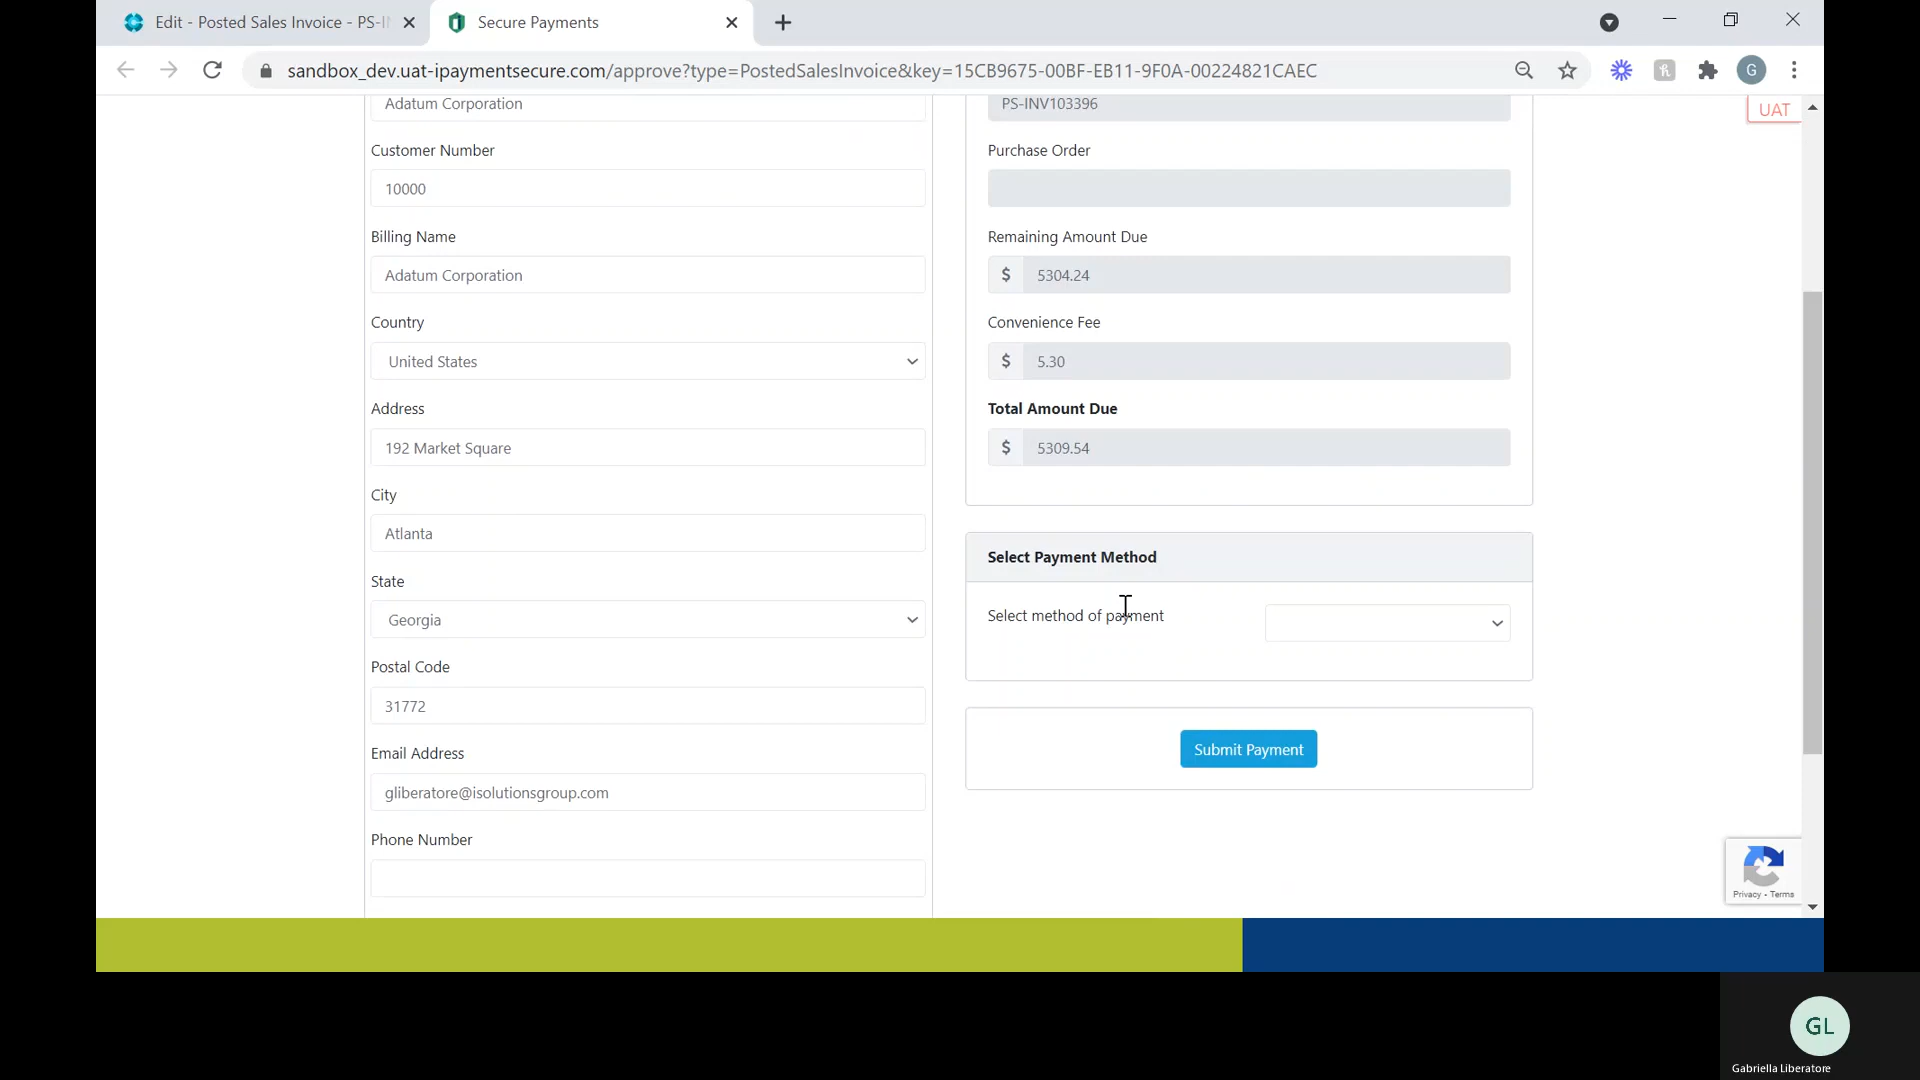 Edit - Posted Sales Invoice - PS-IN
Secure Payments
sandbox_dev.uat-ipaymentsecure.com/approve?type=PostedSalesInvoice&key=15CB9675-00BF-EB11-9F0A-00224821CAEC
G
UAT
Adatum Corporation
Customer Number
10000
Billing Name
Adatum Corporation
Country
United States
Address
192 Market Square
City
Atlanta
State
Georgia
Postal Code
31772
Email Address
gliberatore@isolutionsgroup.com
Phone Number
PS-INV103396
Purchase Order
Remaining Amount Due
$ 5304.24
Convenience Fee
$ 5.30
Total Amount Due
$ 5309.54
Select Payment Method
Select method of payment
Submit Payment
Privacy - Terms
GL
Gabriella Liberatore